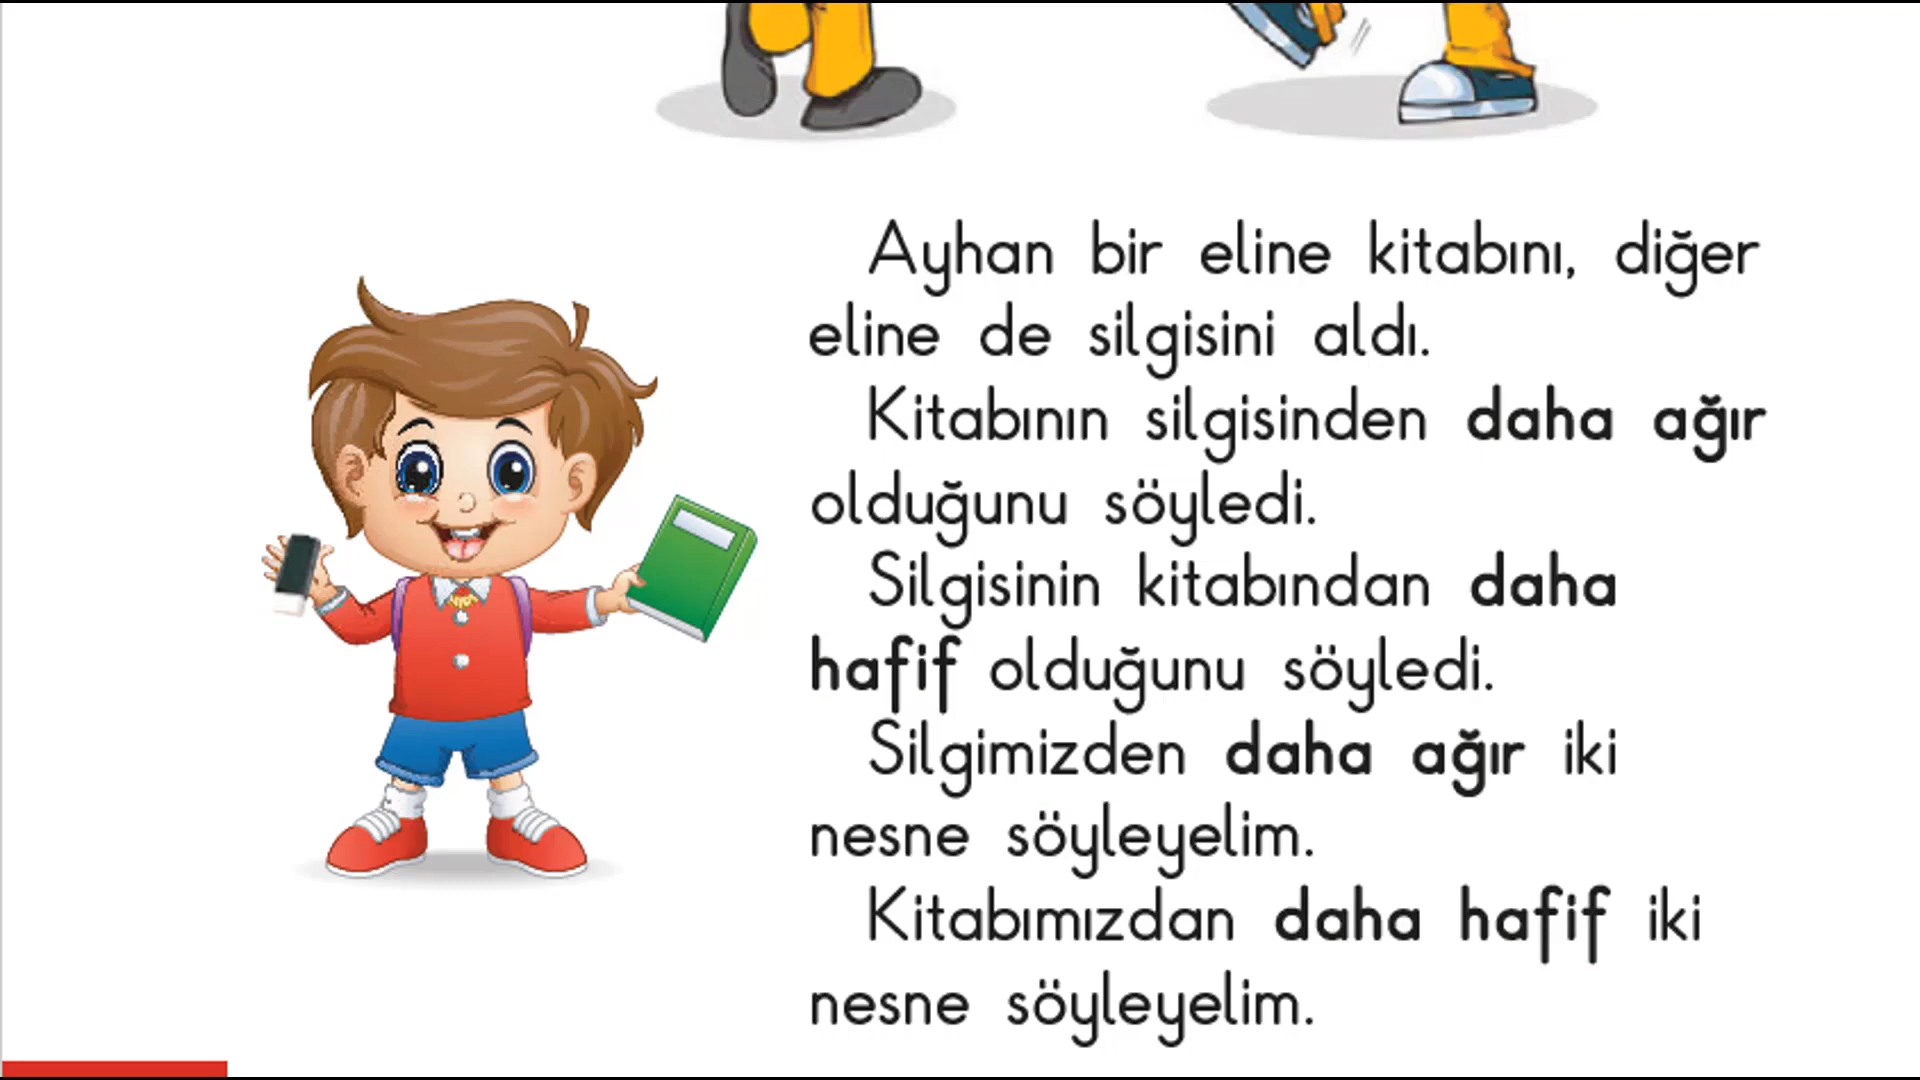 Ayhan bir eline kitabını, diğer
eline de silgisini aldı.
Kitabının silgisinden daha ağır
olduğunu söyledi.
Silgisinin kitabından daha
hafif olduğunu söyledi.
Silgimizden daha ağır iki
nesne söyleyelim.
Kitabımızdan daha hafif iki
nesne söyleyelim.